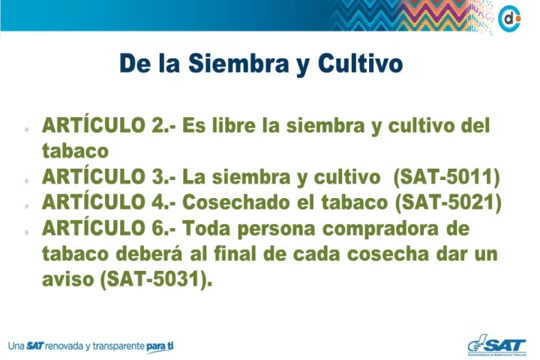 De la Siembra y Cultivo
ARTÍCULO 2.- Es libre la siembra y cultivo del
tabaco
ARTÍCULO 3.- La siembra y cultivo (SAT-5011)
ARTÍCULO 4.- Cosechado el tabaco (SAT-5021)
ARTÍCULO 6.- Toda persona compradora de
tabaco deberá al final de cada cosecha dar un
aviso (SAT-5031).
Una SAT renovada y transparente para ti
SAT